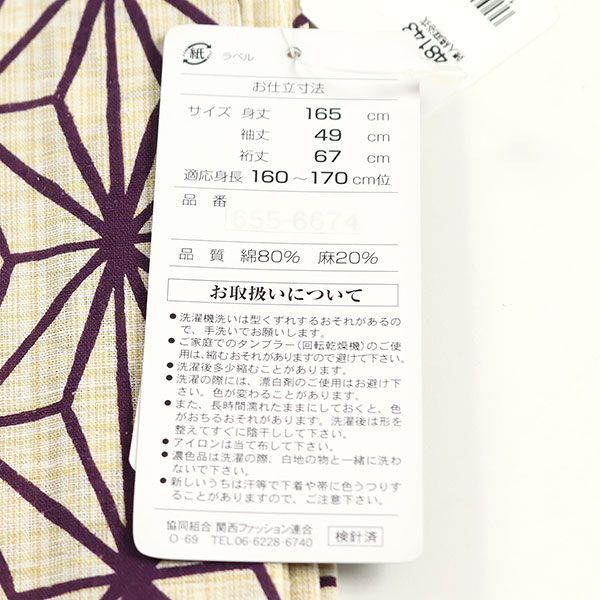 48143
紙 ラベル
お仕立寸法
サイズ 身丈 165 cm
袖丈 49 cm
裄丈 67 cm
適応身長 160～170cm位
品 番
655-6674
品 質 綿80% 麻20%
お取扱いについて
●洗濯機洗いは型くずれするおそれがあるの
で、手洗いでお願いします。
●ご家庭でのタンブラー(回転乾燥機)のご使
用は、縮むおそれがありますので避けて下さい。
●洗濯後多少縮むことがあります。
●洗濯の際には、漂白剤のご使用はお避け下
さい。色が変わることがあります。
●また、長時間濡れたままにしておくと、色
がおちるおそれがあります。洗濯後は形を
整えてすぐに陰干しして下さい。
●アイロンは当て布して下さい。
●濃色品は洗濯の際、白地の物と一緒に洗わ
ないで下さい。
●新しいうちは汗等で下着や帯に色うつりす
ることがありますので、ご注意下さい。
協同組合 関西ファッション連合
O-69 TEL06-6228-6740 検針済